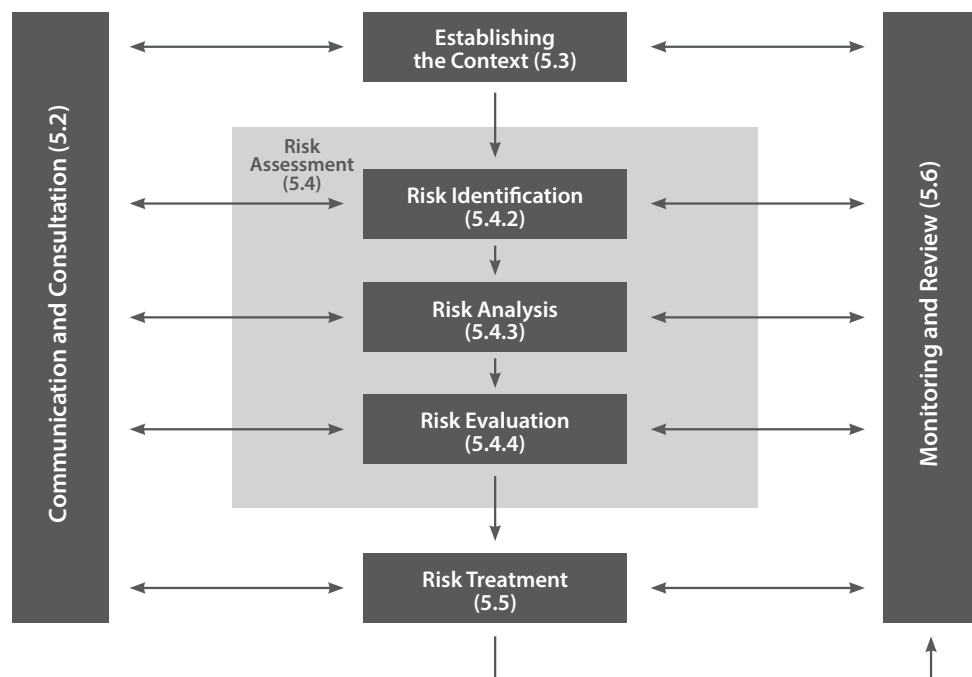 Establishing
the Context (5.3)
Communication and Consultation (5.2)
Risk
Assessment
(5.4)
Risk Identification
(5.4.2)
Risk Analysis
(5.4.3)
Risk Evaluation
(5.4.4)
Risk Treatment
(5.5)
Monitoring and Review (5.6)